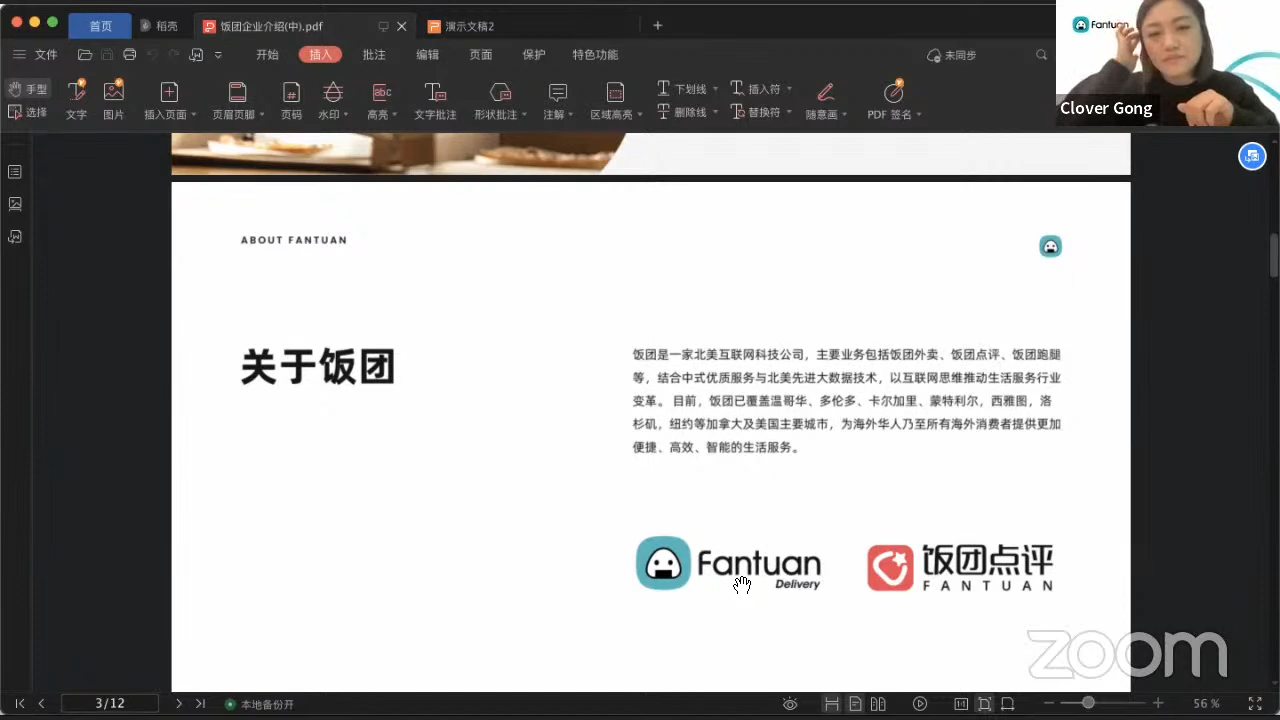 首页
稻壳
饭团企业介绍(中).pdf
演示文稿2
文件
开始
插入
批注
编辑
页面
保护
特色功能
未同步
手型
选择
文字
图片
插入页面
页眉页脚
页码
水印
高亮
文字批注
形状批注
注解
区域高亮
下划线
删除线
插入符
替换符
随意画
PDF 签名
Fantuan
Clover Gong
ABOUT FANTUAN
关于饭团
饭团是一家北美互联网科技公司，主要业务包括饭团外卖、饭团点评、饭团跑腿
等，结合中式优质服务与北美先进大数据技术，以互联网思维推动生活服务行业
变革。 目前，饭团已覆盖温哥华、多伦多、卡尔加里、蒙特利尔，西雅图，洛
杉矶，纽约等加拿大及美国主要城市，为海外华人乃至所有海外消费者提供更加
便捷、高效、智能的生活服务。
Fantuan
Delivery
饭团点评
FANTUAN
zoom
3/12
本地备份开
56 %